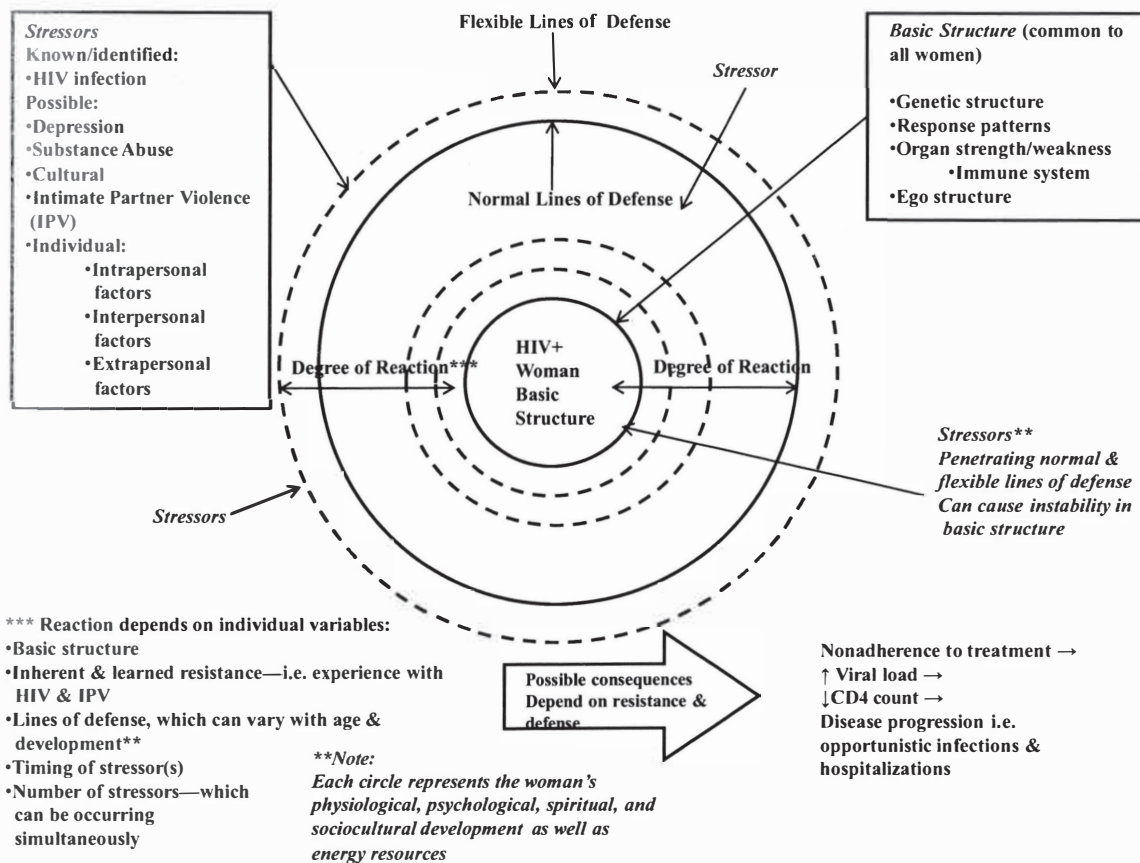 Stressors
Known/identified:
•HIV infection
Possible:
•Depression
•Substance Abuse
•Cultural
•Intimate Partner Violence
(IPV)
•Individual:
•Intrapersonal
factors
•Interpersonal
factors
•Extrapersonal
factors
Flexible Lines of Defense
Stressor
Basic Structure (common to
all women)
•Genetic structure
•Response patterns
•Organ strength/weakness
•Immune system
•Ego structure
Normal Lines of Defense
Degree of Reaction***
HIV+
Woman
Basic
Structure
Degree of Reaction
Stressors**
Penetrating normal &
flexible lines of defense
Can cause instability in
basic structure
Stressors
*** Reaction depends on individual variables:
•Basic structure
•Inherent & learned resistance—i.e. experience with
HIV & IPV
•Lines of defense, which can vary with age &
development**
•Timing of stressor(s)
•Number of stressors—which
can be occurring
simultaneously
**Note:
Each circle represents the woman's
physiological, psychological, spiritual, and
sociocultural development as well as
energy resources
Possible consequences
Depend on resistance &
defense
Nonadherence to treatment →
↑ Viral load →
↓CD4 count →
Disease progression i.e.
opportunistic infections &
hospitalizations